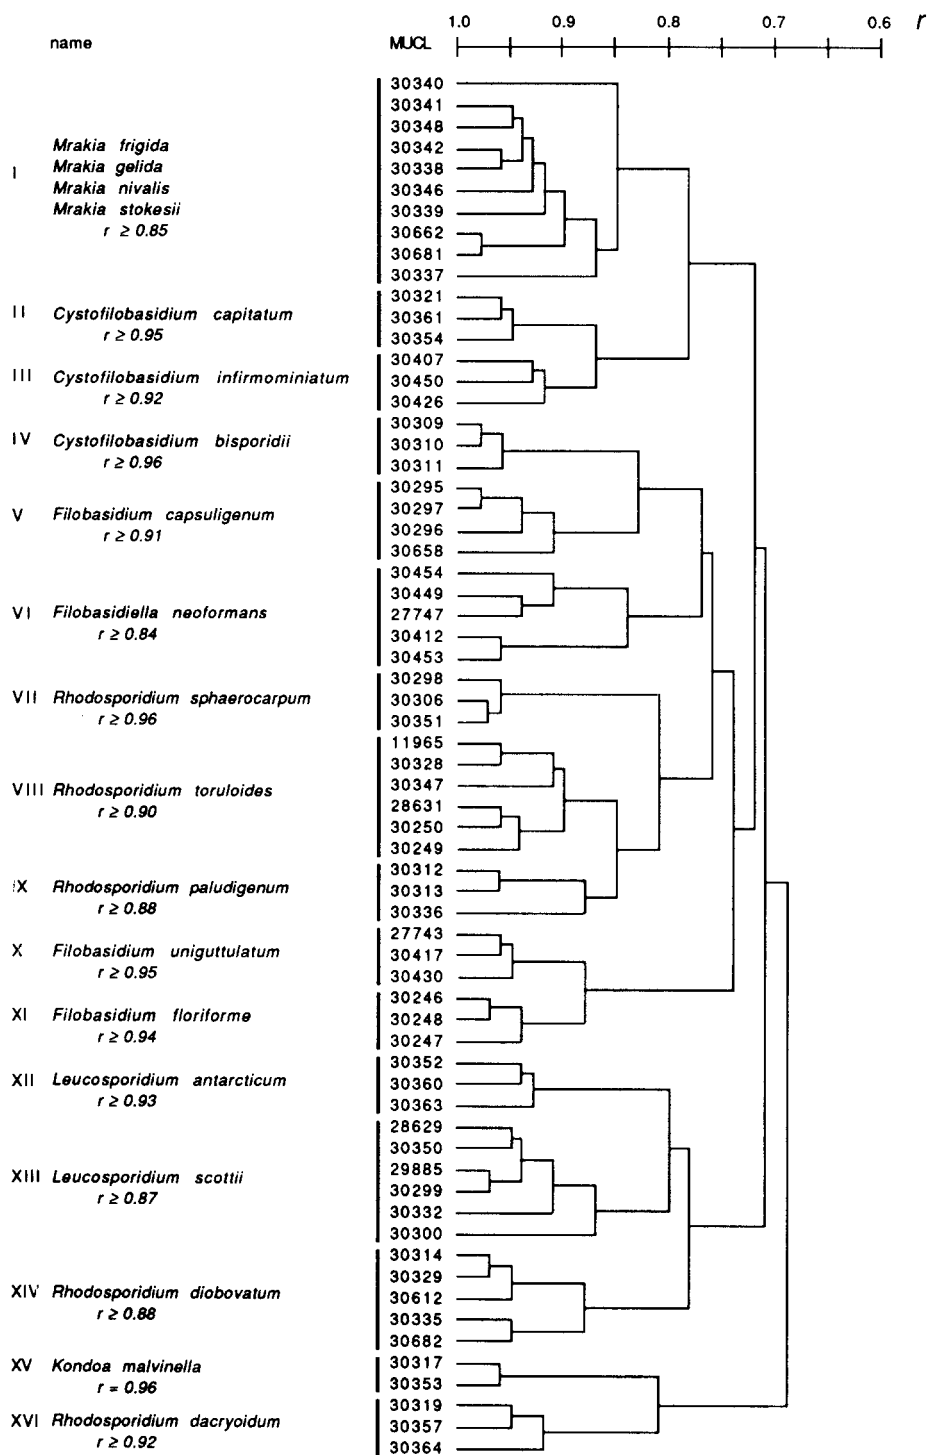 1.0 0.9 0.8 0.7 0.6 r
name MUCL
30340
30341
30348
Mrakia frigida 30342
Mrakia gelida 30338
I
Mrakia nivalis 30346
Mrakia stokesii 30339
r ≥ 0.85 30662
30681
30337
30321
II Cystofilobasidium capitatum 30361
r ≥ 0.95 30354
30407
III Cystofilobasidium infirmominiatum 30450
r ≥ 0.92 30426
30309
IV Cystofilobasidium bisporidii 30310
r ≥ 0.96 30311
30295
30297
V Filobasidium capsuligenum
r ≥ 0.91 30296
30658
30454
30449
VI Filobasidiella neoformans 27747
r ≥ 0.84 30412
30453
30298
VII Rhodosporidium sphaerocarpum 30306
r ≥ 0.96 30351
11965
30328
30347
VIII Rhodosporidium toruloides
r ≥ 0.90 28631
30250
30249
30312
IX Rhodosporidium paludigenum 30313
r ≥ 0.88 30336
27743
X Filobasidium uniguttulatum 30417
r ≥ 0.95 30430
30246
XI Filobasidium floriforme 30248
r ≥ 0.94 30247
30352
XII Leucosporidium antarcticum 30360
r ≥ 0.93 30363
28629
30350
29885
XIII Leucosporidium scottii
r ≥ 0.87 30299
30332
30300
30314
30329
XIV Rhodosporidium diobovatum 30612
r ≥ 0.88 30335
30682
XV Kondoa malvinella 30317
r = 0.96 30353
30319
XVI Rhodosporidium dacryoidum 30357
r ≥ 0.92 30364